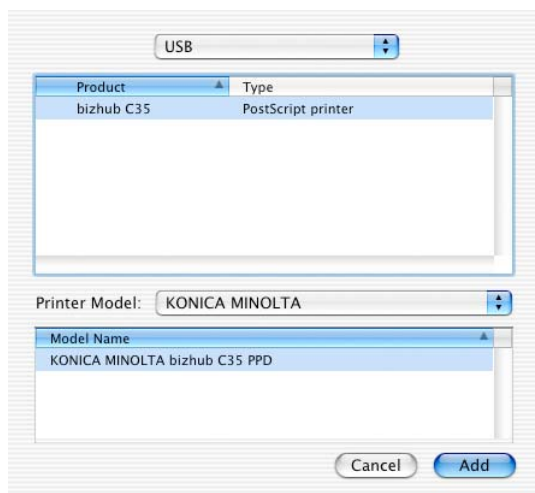 USB
Product Type
bizhub C35 PostScript printer
Printer Model: KONICA MINOLTA
Model Name
KONICA MINOLTA bizhub C35 PPD
Cancel Add